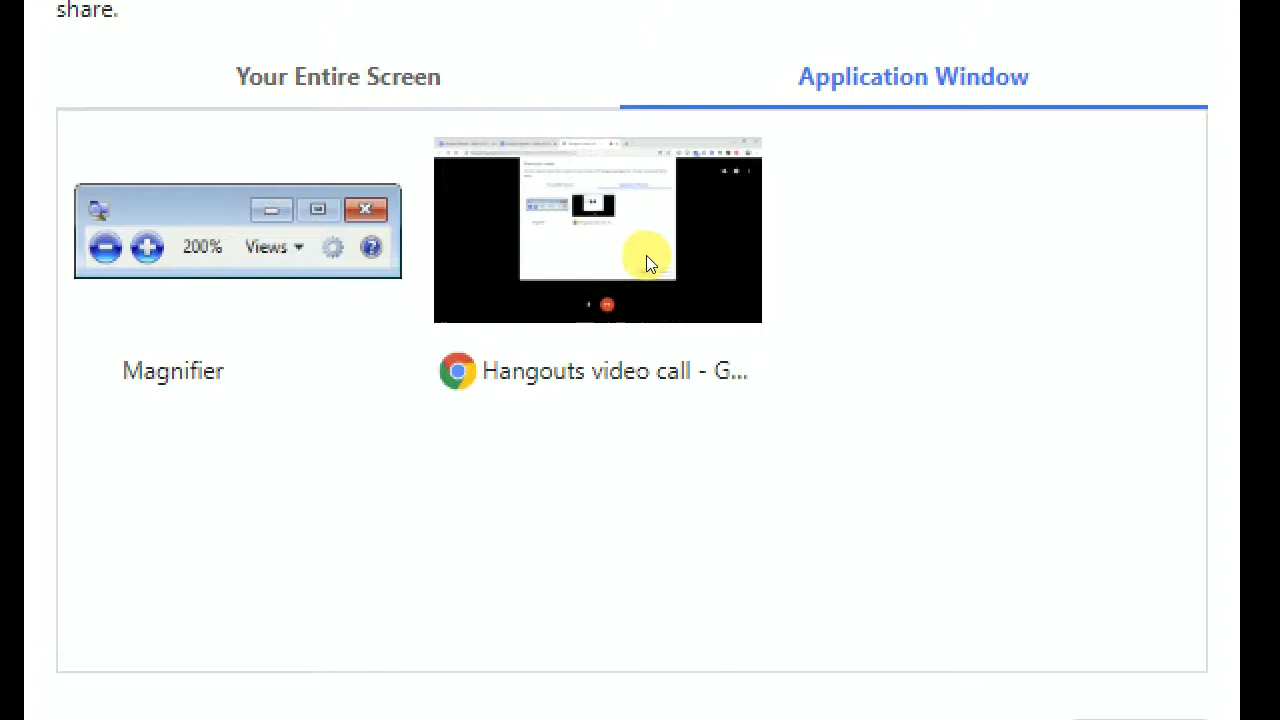 share.
Your Entire Screen
Application Window
200% Views
Magnifier
Hangouts video call - G...